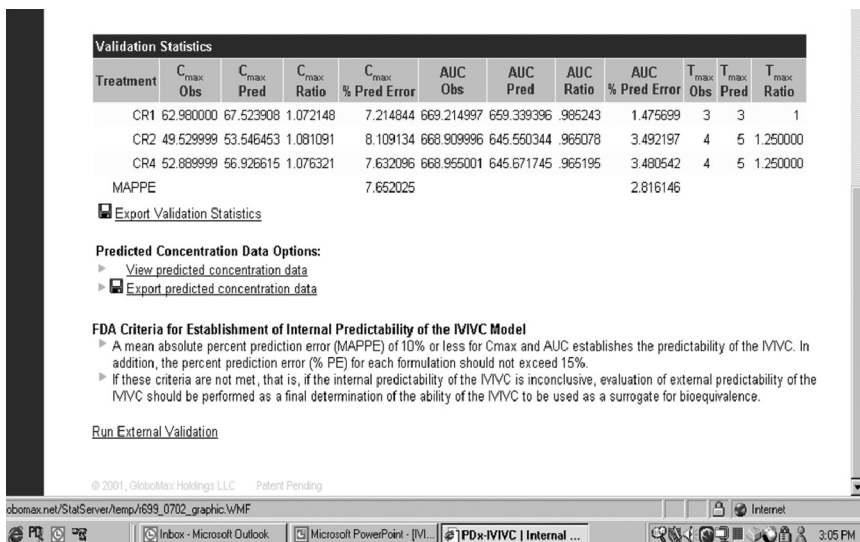 Validation Statistics
Treatment Cmax Obs Cmax Pred Cmax Ratio Cmax % Pred Error AUC Obs AUC Pred AUC Ratio AUC % Pred Error Tmax Obs Tmax Pred Tmax Ratio
CR1 62.980000 67.523908 1.072148 7.214844 669.214997 659.339396 .985243 1.475699 3 3 1
CR2 49.529999 53.546453 1.081091 8.109134 668.909996 645.550344 .965078 3.492197 4 5 1.250000
CR4 52.889999 56.926615 1.076321 7.632096 668.955001 645.671745 .965195 3.480542 4 5 1.250000
MAPPE 7.652025 2.816146
Export Validation Statistics
Predicted Concentration Data Options:
View predicted concentration data
Export predicted concentration data
FDA Criteria for Establishment of Internal Predictability of the IVIVC Model
A mean absolute percent prediction error (MAPPE) of 10% or less for Cmax and AUC establishes the predictability of the IVIVC. In
addition, the percent prediction error (% PE) for each formulation should not exceed 15%.
If these criteria are not met, that is, if the internal predictability of the IVIVC is inconclusive, evaluation of external predictability of the
IVIVC should be performed as a final determination of the ability of the IVIVC to be used as a surrogate for bioequivalence.
Run External Validation
© 2001, GloboMax Holdings LLC Patent Pending
obomax.net/StatServer/temp/r699_0702_graphic.WMF Internet
Inbox - Microsoft Outlook Microsoft PowerPoint - [IVI... PDx-IVIVC | Internal ... 3:05 PM